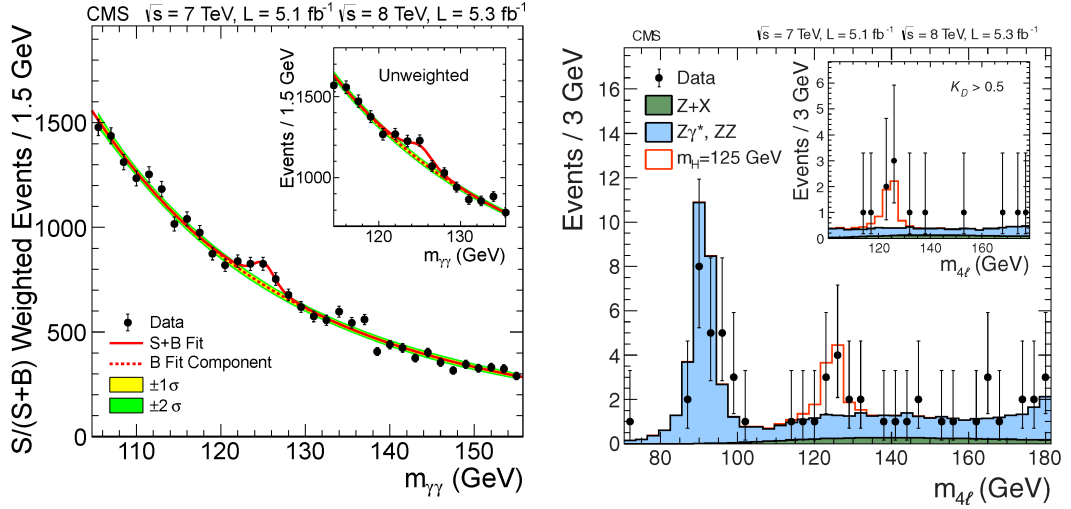 CMS √s = 7 TeV, L = 5.1 fb⁻¹ √s = 8 TeV, L = 5.3 fb⁻¹
S/(S+B) Weighted Events / 1.5 GeV
1500
1000
500
0
110 120 130 140 150
m_γγ (GeV)
Data
S+B Fit
B Fit Component
±1σ
±2 σ
Unweighted
Events / 1.5 GeV
1500
1000
120 130
m_γγ (GeV)
CMS √s = 7 TeV, L = 5.1 fb⁻¹ √s = 8 TeV, L = 5.3 fb⁻¹
Events / 3 GeV
16
14
12
10
8
6
4
2
0
80 100 120 140 160 180
m_4ℓ (GeV)
Data
Z+X
Zγ*, ZZ
m_H=125 GeV
K_D > 0.5
Events / 3 GeV
6
5
4
3
2
1
0
120 140 160
m_4ℓ (GeV)